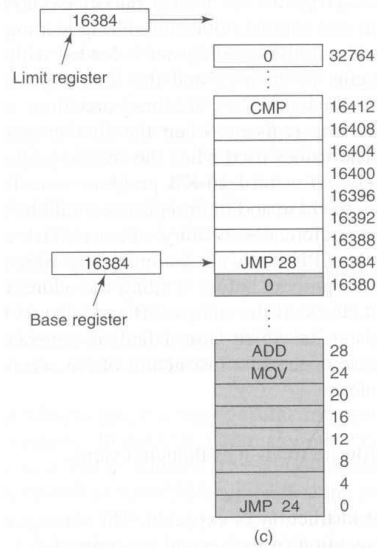 16384
Limit register
0 32764
CMP 16412
16408
16404
16400
16396
16392
16388
16384 JMP 28 16384
0 16380
Base register
ADD 28
MOV 24
20
16
12
8
4
JMP 24 0
(c)